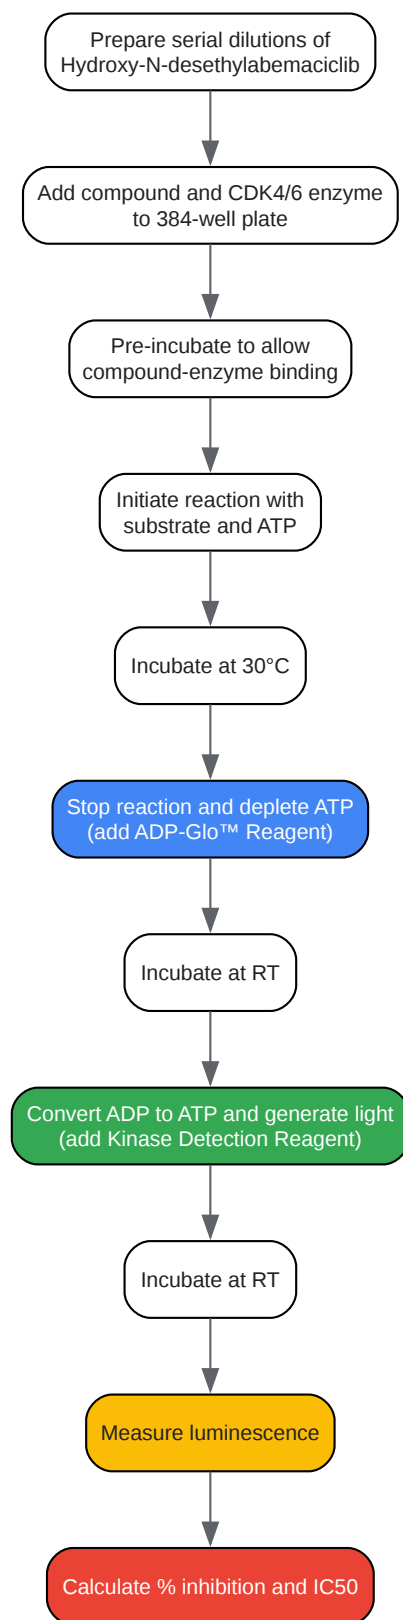 Prepare serial dilutions of
Hydroxy-N-desethylabemaciclib
Add compound and CDK4/6 enzyme
to 384-well plate
Pre-incubate to allow
compound-enzyme binding
Initiate reaction with
substrate and ATP
Incubate at 30°C
Stop reaction and deplete ATP
(add ADP-Glo™ Reagent)
Incubate at RT
Convert ADP to ATP and generate light
(add Kinase Detection Reagent)
Incubate at RT
Measure luminescence
Calculate % inhibition and IC50